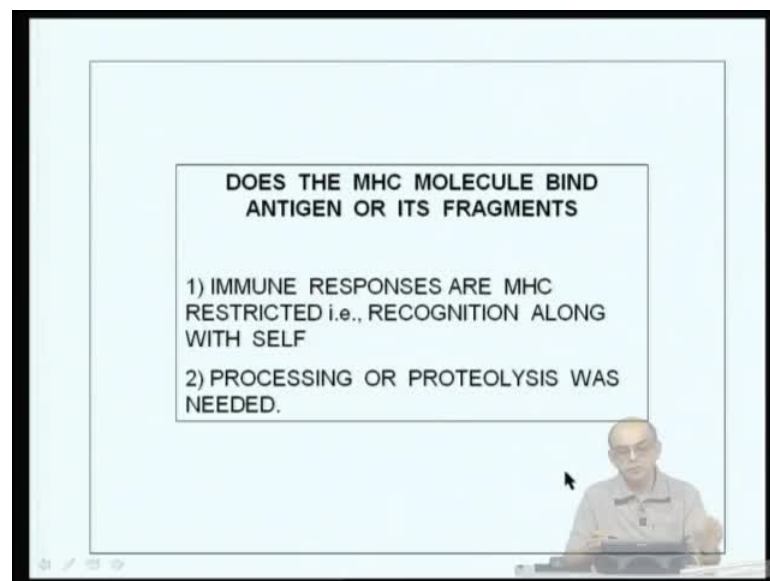 DOES THE MHC MOLECULE BIND
ANTIGEN OR ITS FRAGMENTS
1) IMMUNE RESPONSES ARE MHC
RESTRICTED i.e., RECOGNITION ALONG
WITH SELF
2) PROCESSING OR PROTEOLYSIS WAS
NEEDED.